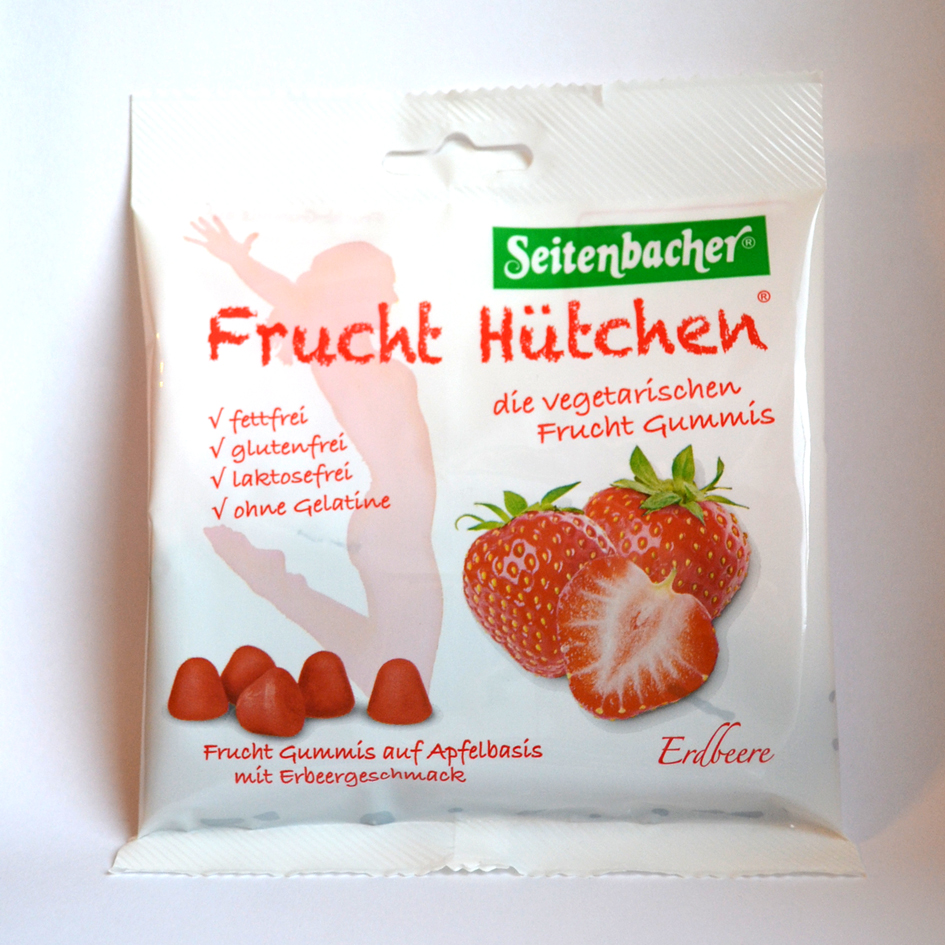 Seitenbacher®
Frucht Hütchen®
die vegetarischen
Frucht Gummis
√ fettfrei
√ glutenfrei
√ laktosefrei
√ ohne Gelatine
Frucht Gummis auf Apfelbasis
mit Erbeergeschmack
Erdbeere